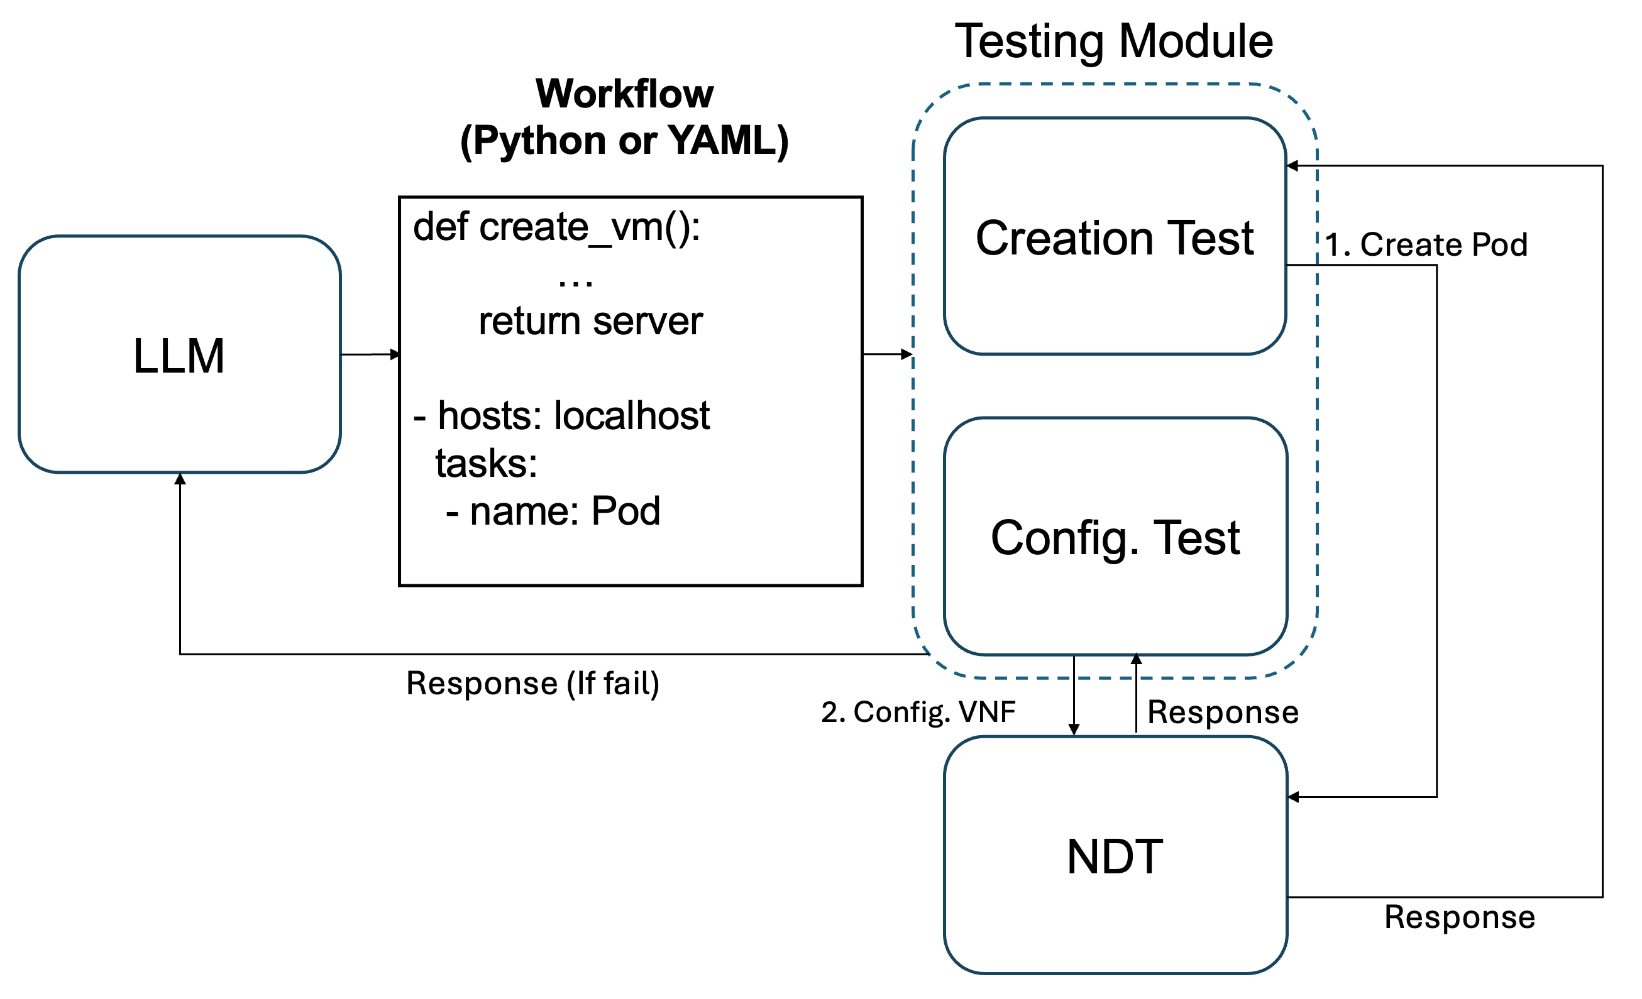 Testing Module
Workflow
(Python or YAML)
LLM
def create_vm():
...
return server
- hosts: localhost
tasks:
- name: Pod
Creation Test
1. Create Pod
Config. Test
Response (If fail)
2. Config. VNF
Response
NDT
Response